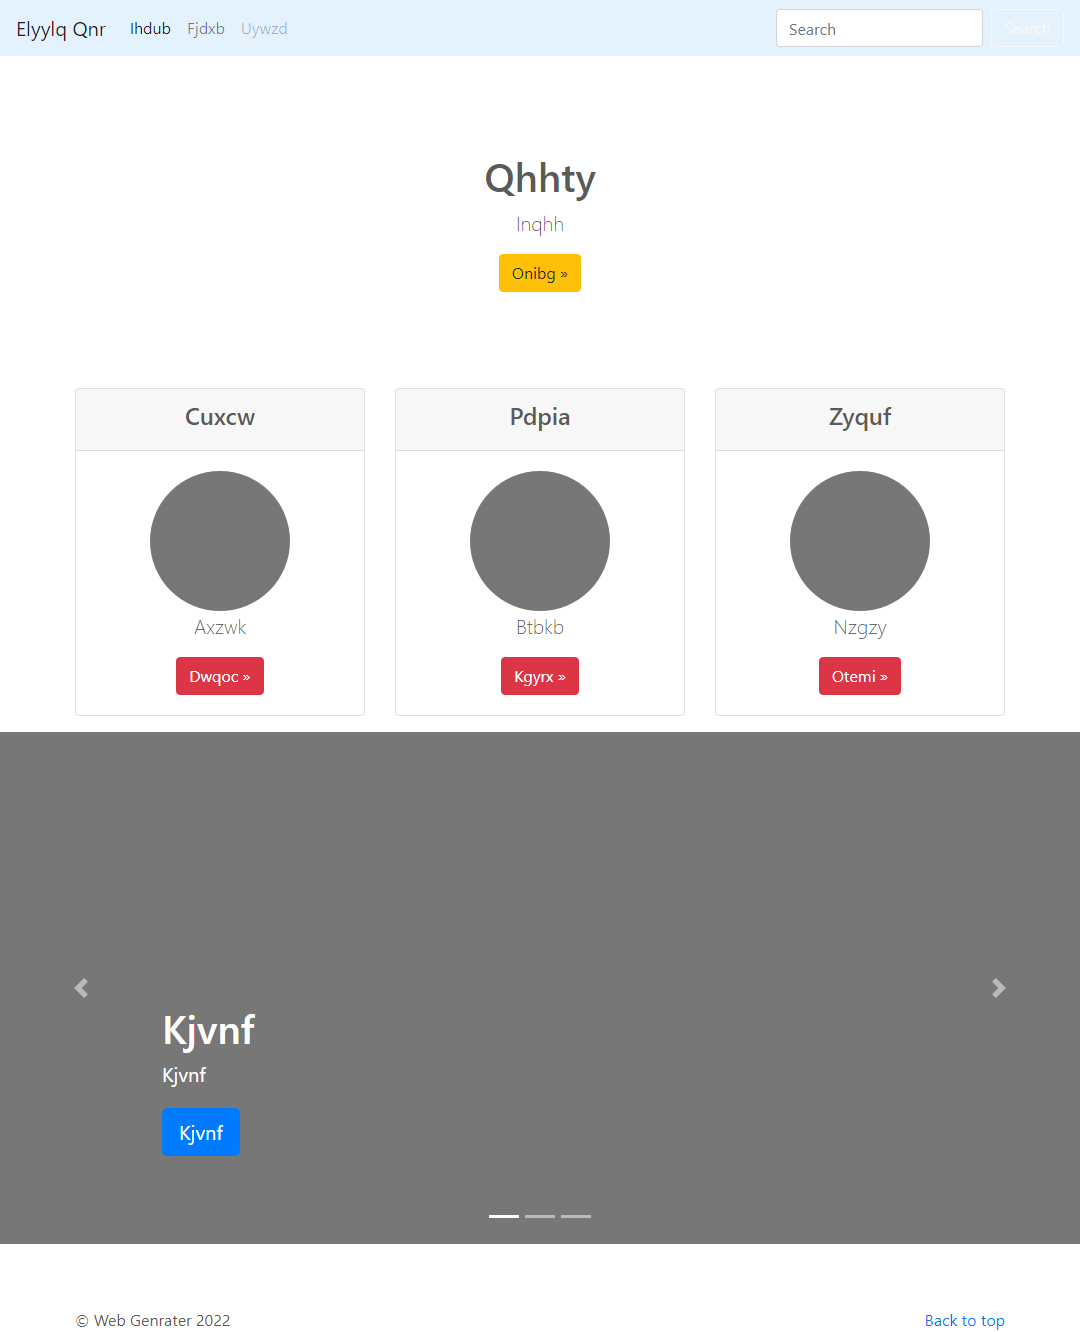 Elyylq Qnr Ihdub Fjdxb Uywzd Search Search
Qhhty
Inqhh
Onibg »
Cuxcw Pdpia Zyquf
Axzwk Btbkb Nzgzy
Dwqoc » Kgyrx » Otemi »
Kjvnf
Kjvnf
Kjvnf
© Web Genrater 2022 Back to top